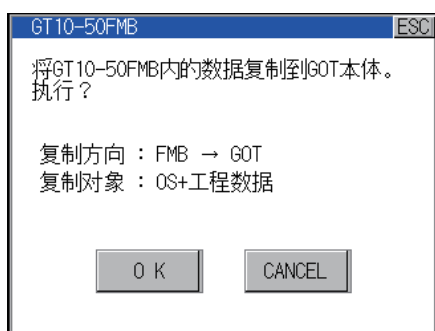 GT10-50FMB ESC
将GT10-50FMB内的数据复制到GOT本体。
执行？
复制方向 : FMB → GOT
复制对象 : OS+工程数据
O K CANCEL